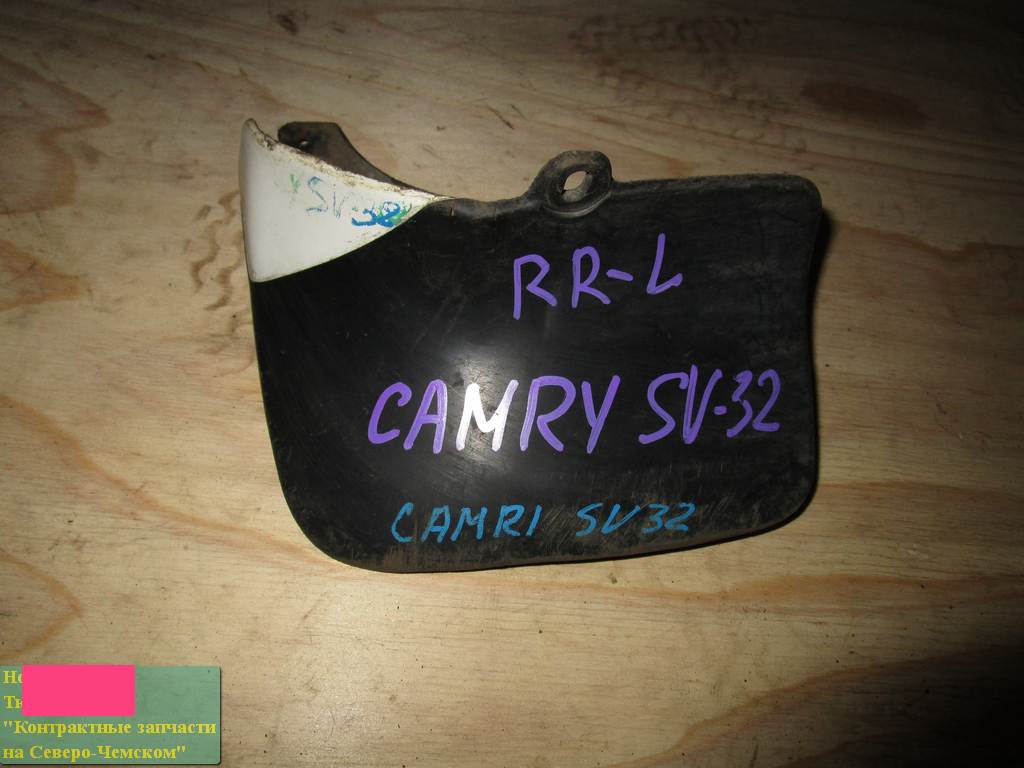 SV-32
RR-L
CAMRY SV-32
CAMRI SV32
"Контрактные запчасти
на Северо-Чемском"